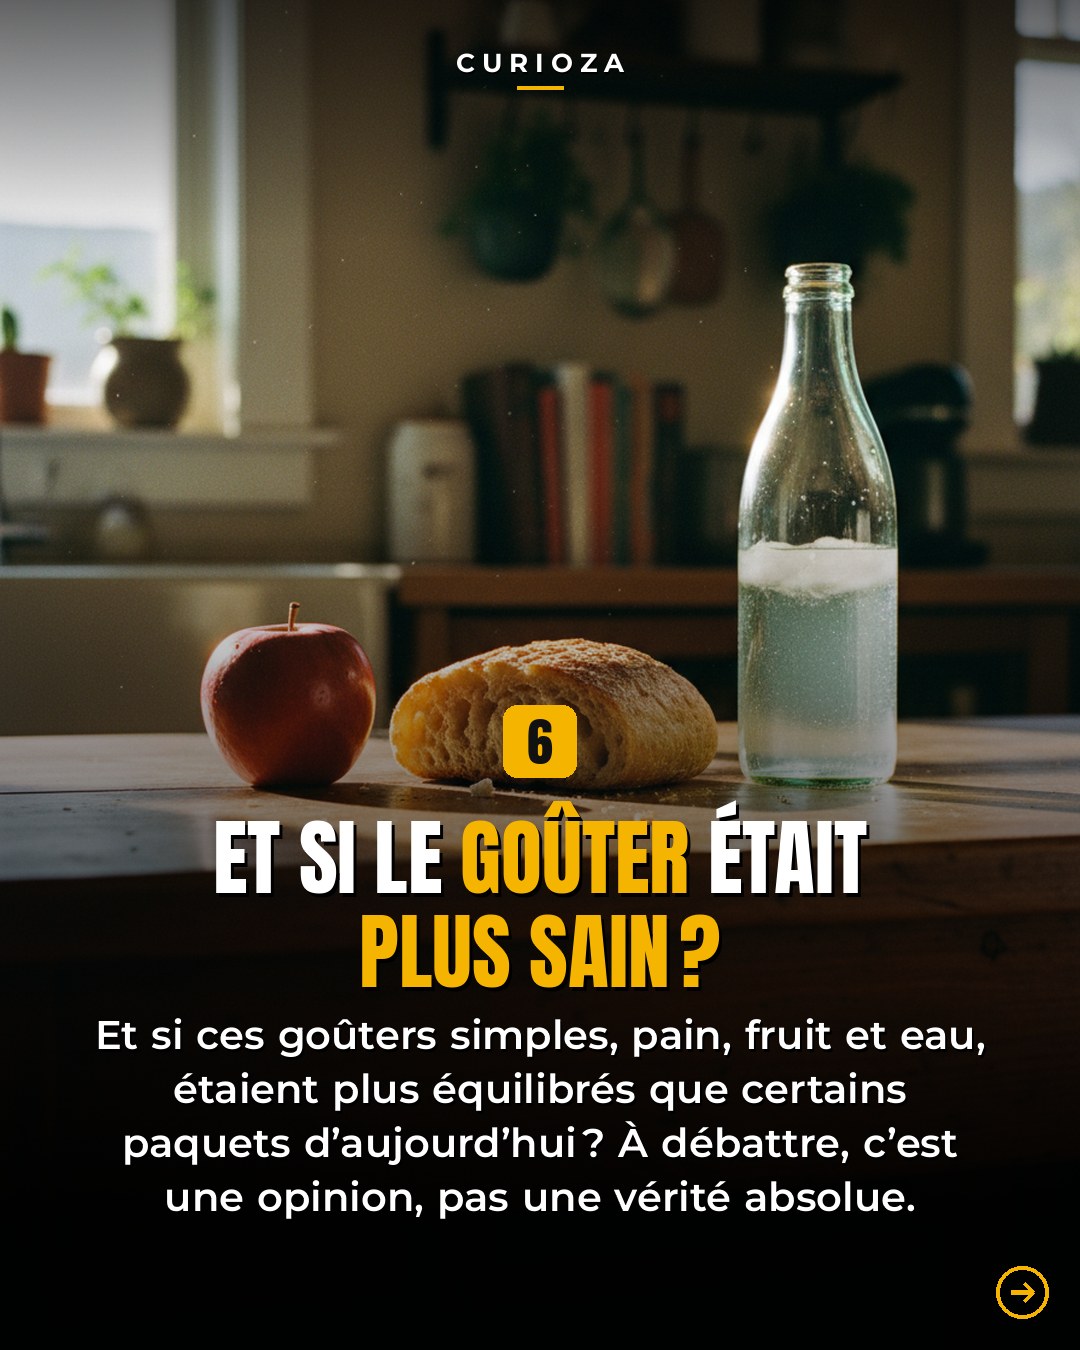 CURIOZA
6
ET SI LE GOÛTER ÉTAIT
PLUS SAIN ?
Et si ces goûters simples, pain, fruit et eau,
étaient plus équilibrés que certains
paquets d’aujourd’hui ? À débattre, c’est
une opinion, pas une vérité absolue.